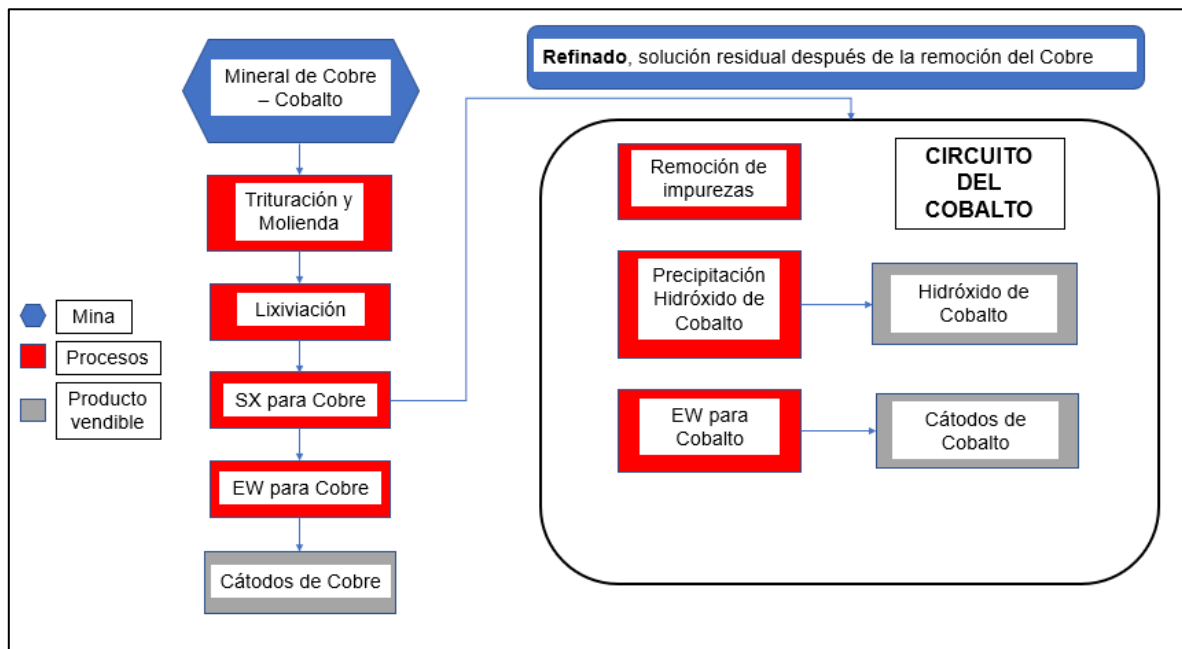 Mineral de Cobre
– Cobalto
Trituración y
Molienda
Lixiviación
SX para Cobre
EW para Cobre
Cátodos de Cobre
Mina
Procesos
Producto
vendible
Refinado, solución residual después de la remoción del Cobre
Remoción de
impurezas
CIRCUITO
DEL
COBALTO
Precipitación
Hidróxido de
Cobalto
Hidróxido de
Cobalto
EW para
Cobalto
Cátodos de
Cobalto